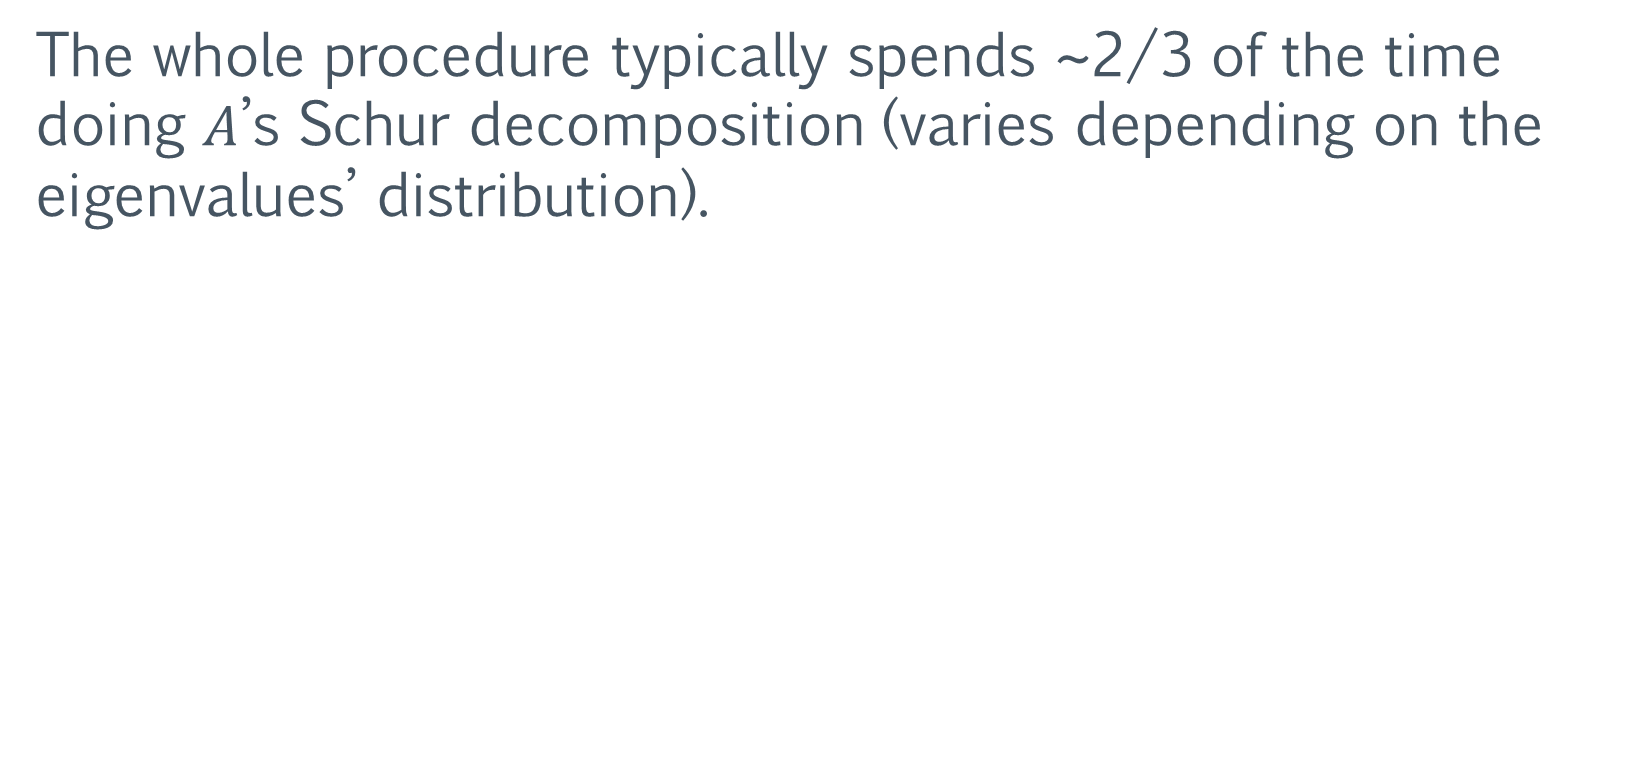 The whole procedure typically spends ~2/3 of the time
doing A’s Schur decomposition (varies depending on the
eigenvalues’ distribution).